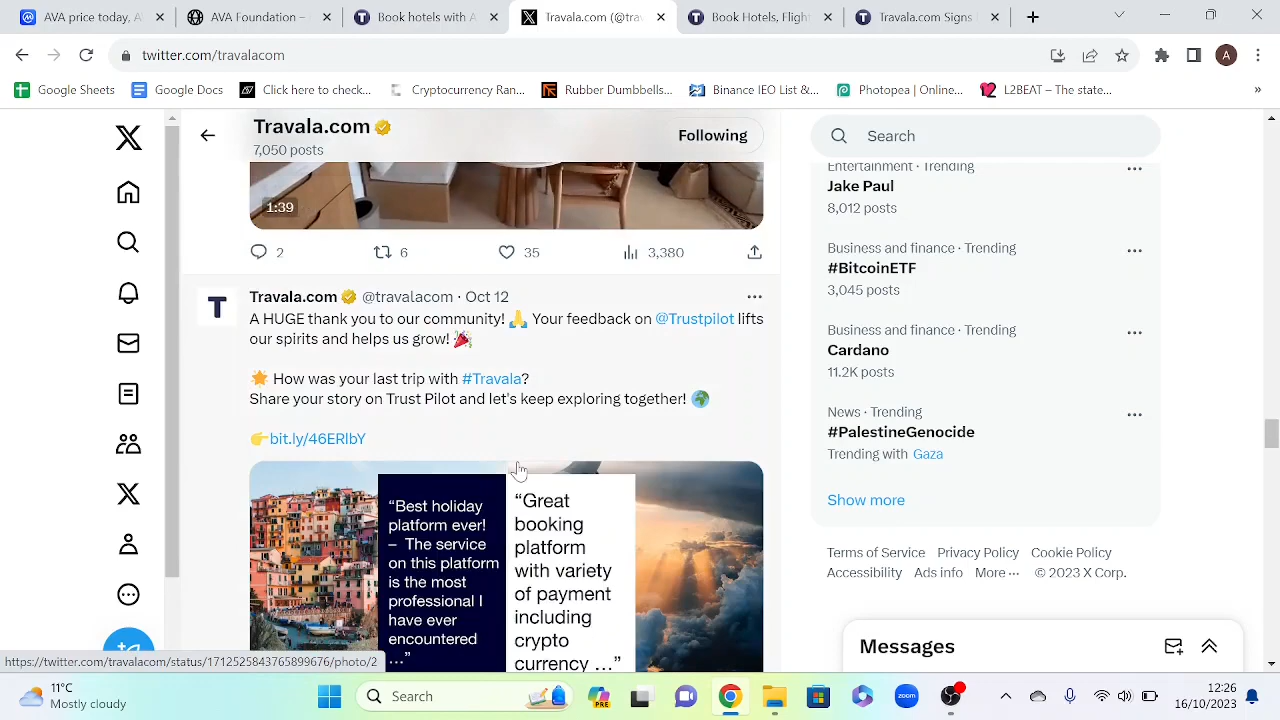 AVA price today, A
AVA Foundation –
Book hotels with A
Travala.com (@tra
Book Hotels, Flight
Travala.com Signs
twitter.com/travalacom
A
Google Sheets
Google Docs
Click here to check...
Cryptocurrency Ran...
Rubber Dumbbells...
Binance IEO List &...
Photopea | Online...
L2BEAT – The state...
»
Travala.com
7,050 posts
Following
Search
1:39
2
6
35
3,380
Travala.com @travalacom · Oct 12
A HUGE thank you to our community! 🙏 Your feedback on @Trustpilot lifts
our spirits and helps us grow! 🎉
🌟 How was your last trip with #Travala?
Share your story on Trust Pilot and let's keep exploring together! 🌍
👉bit.ly/46ERlbY
T
“Best holiday
platform ever!
– The service
on this platform
is the most
professional I
have ever
encountered
...”
“Great
booking
platform
with variety
of payment
including
crypto
currency ...”
Entertainment · Trending
Jake Paul
8,012 posts
Business and finance · Trending
#BitcoinETF
3,045 posts
Business and finance · Trending
Cardano
11.2K posts
News · Trending
#PalestineGenocide
Trending with Gaza
Show more
Terms of Service Privacy Policy Cookie Policy
Accessibility Ads info More ··· © 2023 X Corp.
Messages
11°C
Mostly cloudy
Search
PRE
zoom
12:26
16/10/2023